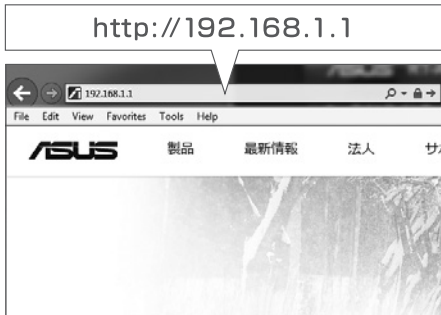 http://192.168.1.1
192.168.1.1
File Edit View Favorites Tools Help
ASUS 製品 最新情報 法人